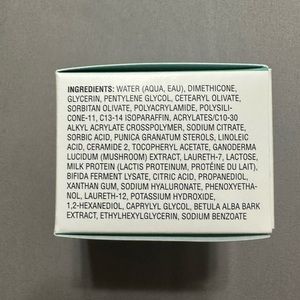 INGREDIENTS: WATER (AQUA, EAU), DIMETHICONE,
GLYCERIN, PENTYLENE GLYCOL, CETEARYL OLIVATE,
SORBITAN OLIVATE, POLYACRYLAMIDE, POLYSILI-
CONE-11, C13-14 ISOPARAFFIN, ACRYLATES/C10-30
ALKYL ACRYLATE CROSSPOLYMER, SODIUM CITRATE,
SORBIC ACID, PUNICA GRANATUM STEROLS, LINOLEIC
ACID, CERAMIDE 2, TOCOPHERYL ACETATE, GANODERMA
LUCIDUM (MUSHROOM) EXTRACT, LAURETH-7, LACTOSE,
MILK PROTEIN (LACTIS PROTEINUM, PROTÉINE DU LAIT),
BIFIDA FERMENT LYSATE, CITRIC ACID, PROPANEDIOL,
XANTHAN GUM, SODIUM HYALURONATE, PHENOXYETHA-
NOL, LAURETH-12, POTASSIUM HYDROXIDE,
1,2-HEXANEDIOL, CAPRYLYL GLYCOL, BETULA ALBA BARK
EXTRACT, ETHYLHEXYLGLYCERIN, SODIUM BENZOATE